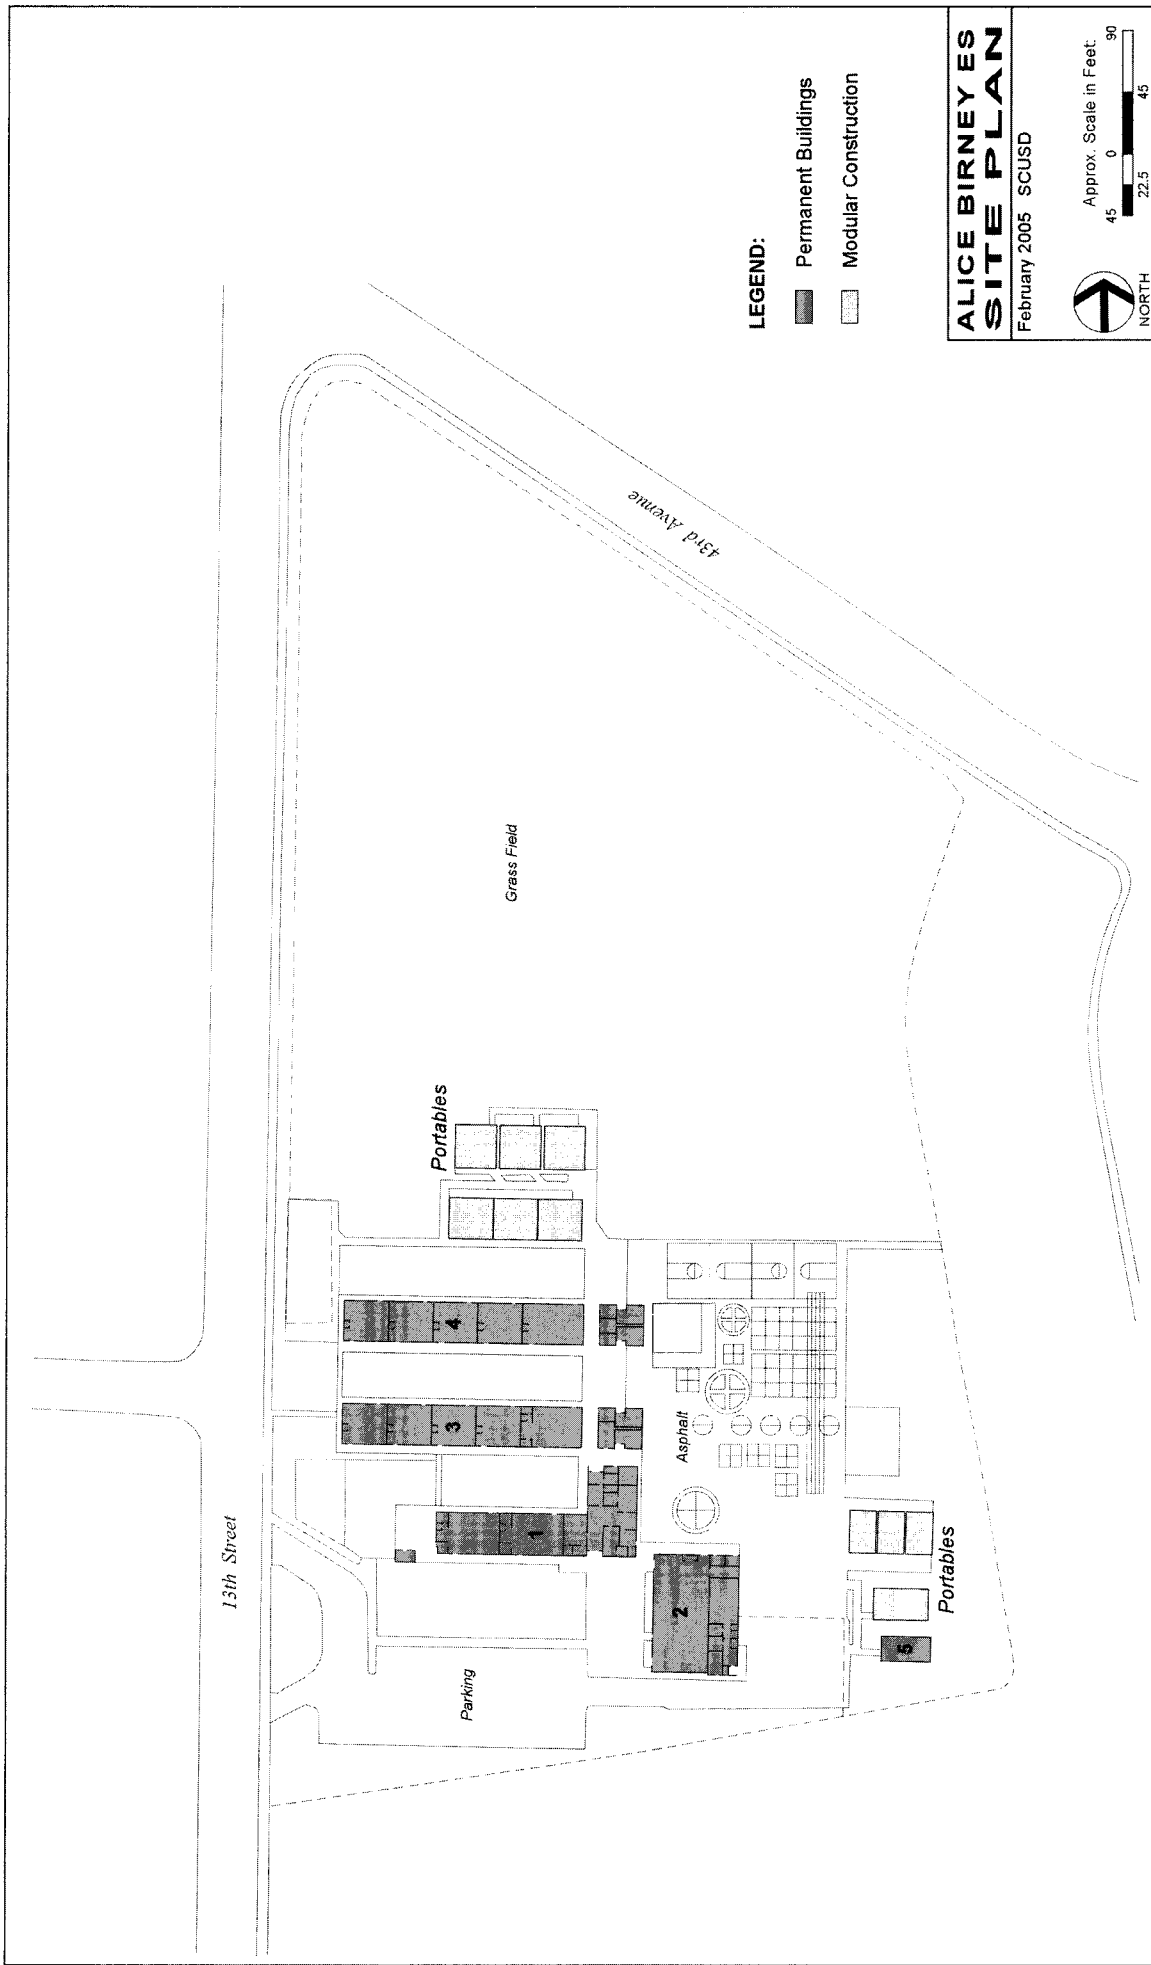 13th Street
43rd Avenue
Grass Field
Portables
4
3
1
Asphalt
2
Parking
Portables
5
LEGEND:
Permanent Buildings
Modular Construction
ALICE BIRNEY ES
SITE PLAN
February 2005 SCUSD
Approx. Scale in Feet:
45 0 90
22.5 45
NORTH